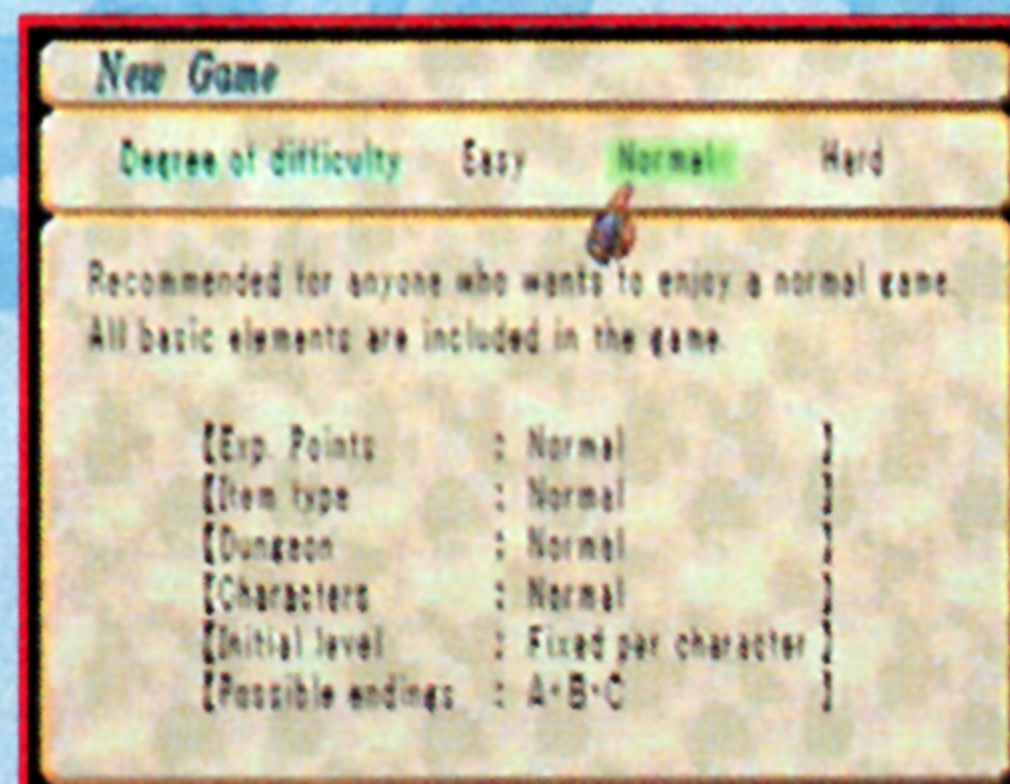 New Game
Degree of difficulty Easy Normal Hard
Recommended for anyone who wants to enjoy a normal game.
All basic elements are included in the game.
【Exp. Points : Normal 】
【Item type : Normal 】
【Dungeon : Normal 】
【Characters : Normal 】
【Initial level : Fixed per character 】
【Possible endings : A・B・C 】